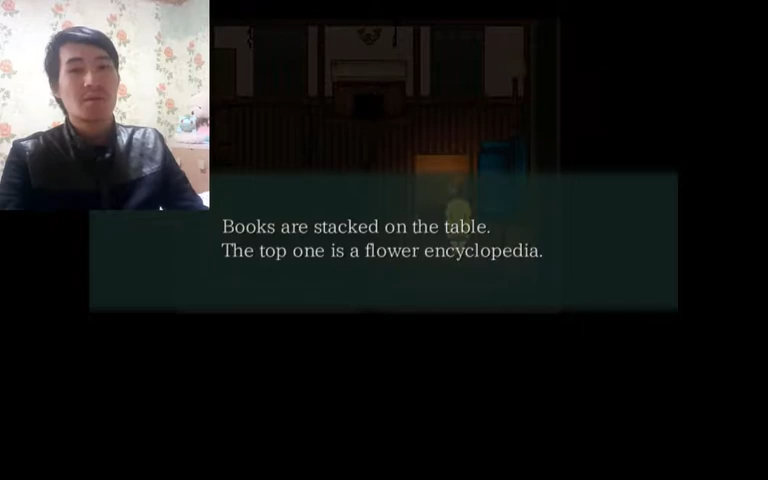 Books are stacked on the table.
The top one is a flower encyclopedia.